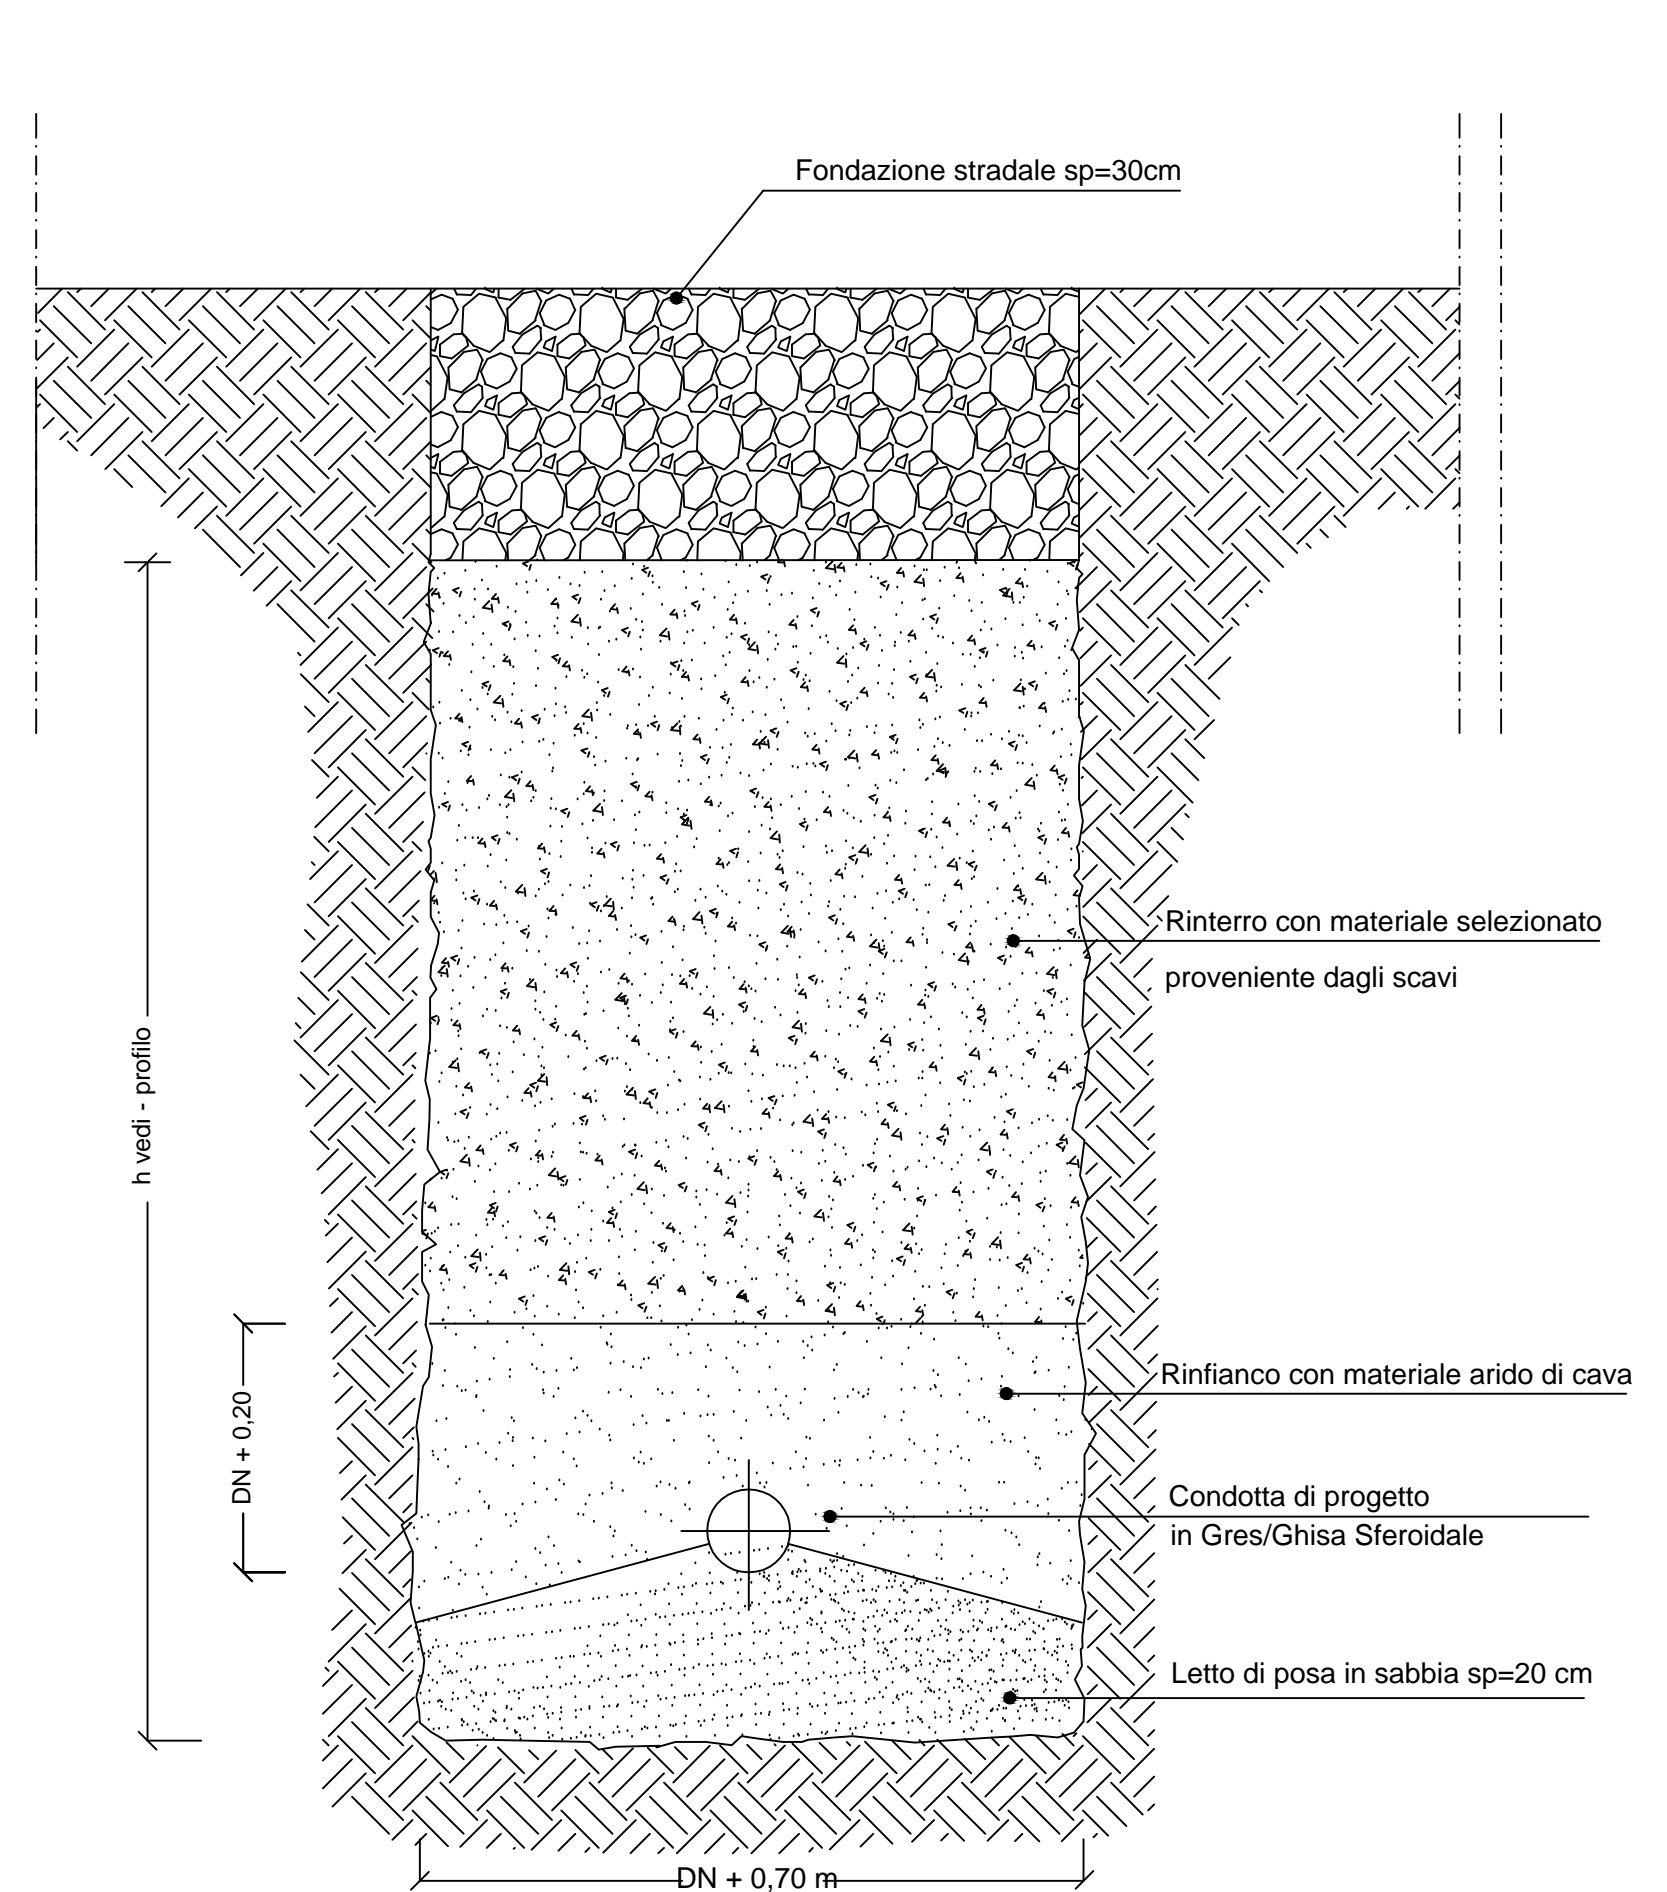 Fondazione stradale sp=30cm
Rinterro con materiale selezionato
proveniente dagli scavi
h vedi - profilo
Rinfianco con materiale arido di cava
DN + 0,20
Condotta di progetto
in Gres/Ghisa Sferoidale
Letto di posa in sabbia sp=20 cm
DN + 0,70 m